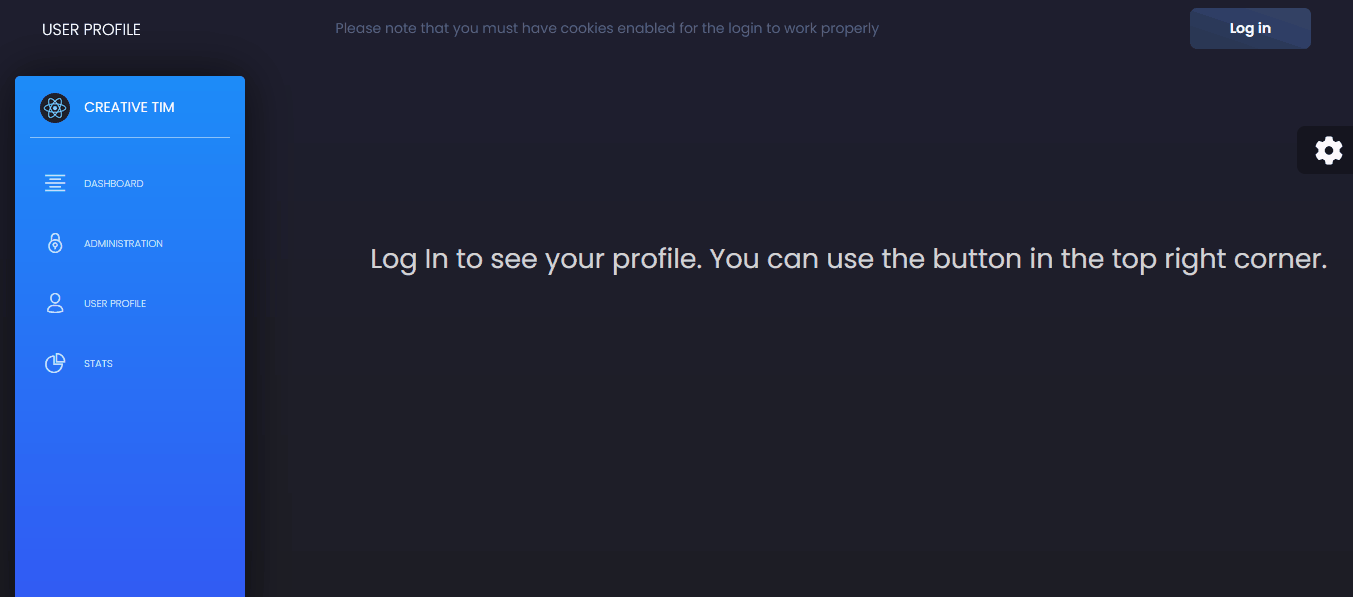 USER PROFILE
Please note that you must have cookies enabled for the login to work properly
Log in
CREATIVE TIM
DASHBOARD
ADMINISTRATION
USER PROFILE
STATS
Log In to see your profile. You can use the button in the top right corner.